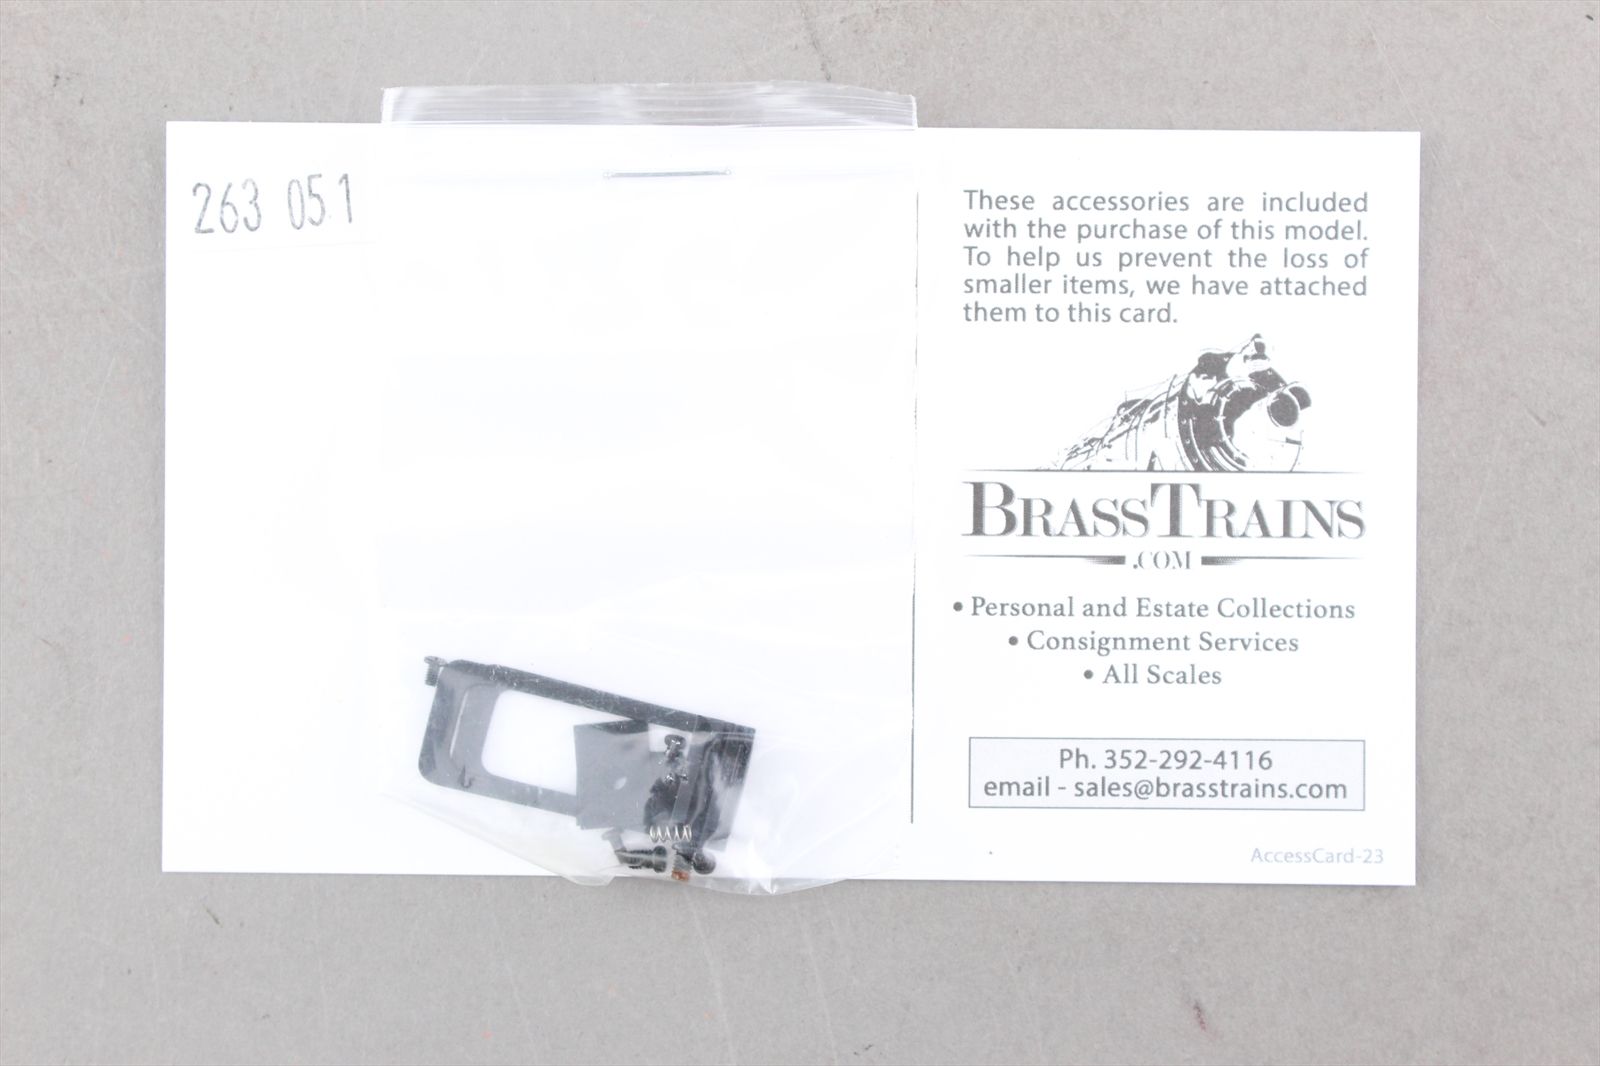 263 051
These accessories are included
with the purchase of this model.
To help us prevent the loss of
smaller items, we have attached
them to this card.
BRASSTRAINS
.COM
• Personal and Estate Collections
• Consignment Services
• All Scales
Ph. 352-292-4116
email - sales@brasstrains.com
AccessCard-23